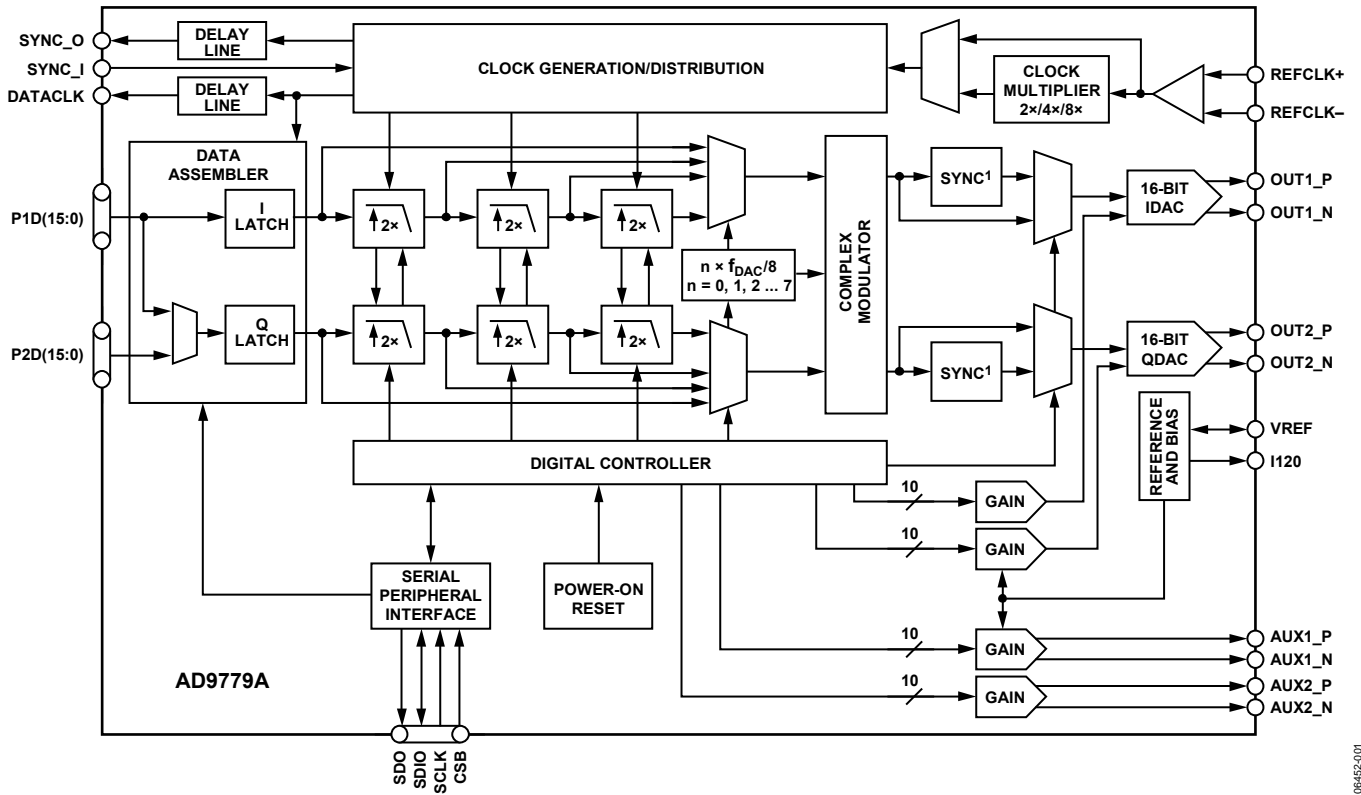 SYNC_O
SYNC_I
DATACLK
DELAY
LINE
DELAY
LINE
CLOCK GENERATION/DISTRIBUTION
CLOCK
MULTIPLIER
2×/4×/8×
REFCLK+
REFCLK–
DATA
ASSEMBLER
P1D(15:0)
I
LATCH
2×
2×
2×
n × fDAC/8
n = 0, 1, 2 ... 7
COMPLEX
MODULATOR
SYNC1
16-BIT
IDAC
OUT1_P
OUT1_N
P2D(15:0)
Q
LATCH
2×
2×
2×
SYNC1
16-BIT
QDAC
OUT2_P
OUT2_N
DIGITAL CONTROLLER
REFERENCE
AND BIAS
VREF
I120
10
GAIN
10
GAIN
SERIAL
PERIPHERAL
INTERFACE
POWER-ON
RESET
10
GAIN
AUX1_P
AUX1_N
10
GAIN
AUX2_P
AUX2_N
AD9779A
SDO
SDIO
SCLK
CSB
06452-001